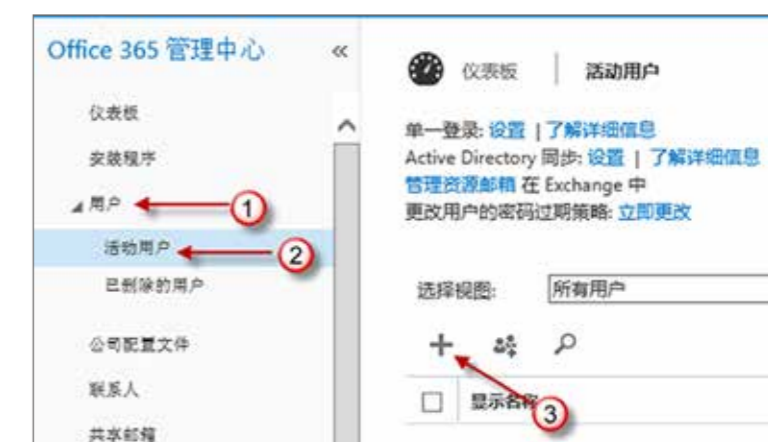 Office 365 管理中心 «
仪表板
安装程序
用户 1
活动用户 2
已删除的用户
公司配置文件
联系人
共享邮箱
仪表板 | 活动用户
单一登录: 设置 | 了解详细信息
Active Directory 同步: 设置 | 了解详细信息
管理资源邮箱 在 Exchange 中
更改用户的密码过期策略: 立即更改
选择视图: 所有用户
显示名称 3